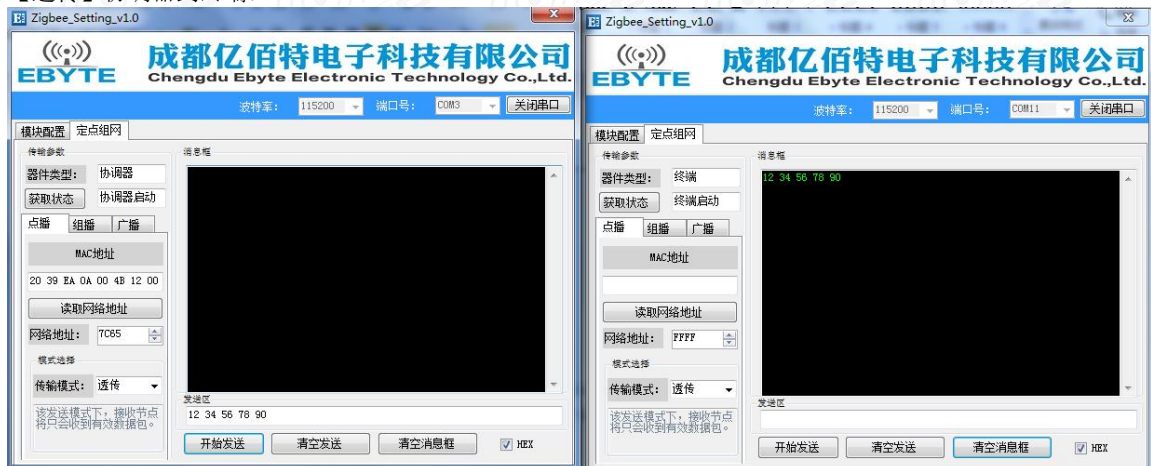 Zigbee_Setting_v1.0
EBYTE
成都亿佰特电子科技有限公司
Chengdu Ebyte Electronic Technology Co.,Ltd.
波特率: 115200 端口号: COM3 关闭串口
模块配置 定点组网
传输参数
消息框
器件类型: 协调器
获取状态 协调器启动
点播 组播 广播
MAC地址
20 39 EA 0A 00 4B 12 00
读取网络地址
网络地址: 7C65
模式选择
传输模式: 透传
该发送模式下，接收节点
将只会收到有效数据包。
发送区
12 34 56 78 90
开始发送 清空发送 清空消息框 HEX
Zigbee_Setting_v1.0
EBYTE
成都亿佰特电子科技有限公司
Chengdu Ebyte Electronic Technology Co.,Ltd.
波特率: 115200 端口号: COM11 关闭串口
模块配置 定点组网
传输参数
消息框
器件类型: 终端
12 34 56 78 90
获取状态 终端启动
点播 组播 广播
MAC地址
读取网络地址
网络地址: FFFF
模式选择
传输模式: 透传
该发送模式下，接收节点
将只会收到有效数据包。
发送区
开始发送 清空发送 清空消息框 HEX